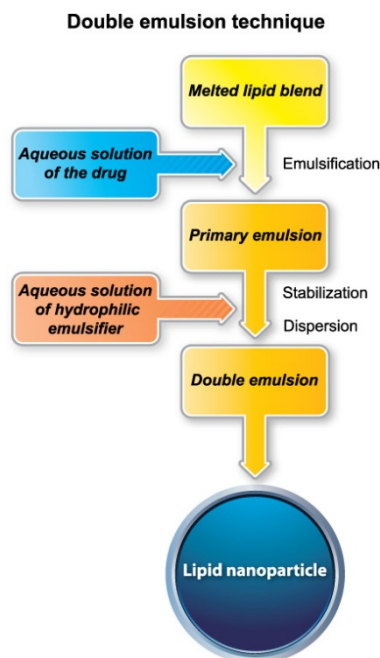 Double emulsion technique
Melted lipid blend
Aqueous solution
of the drug
Emulsification
Primary emulsion
Aqueous solution
of hydrophilic
emulsifier
Stabilization
Dispersion
Double emulsion
Lipid nanoparticle